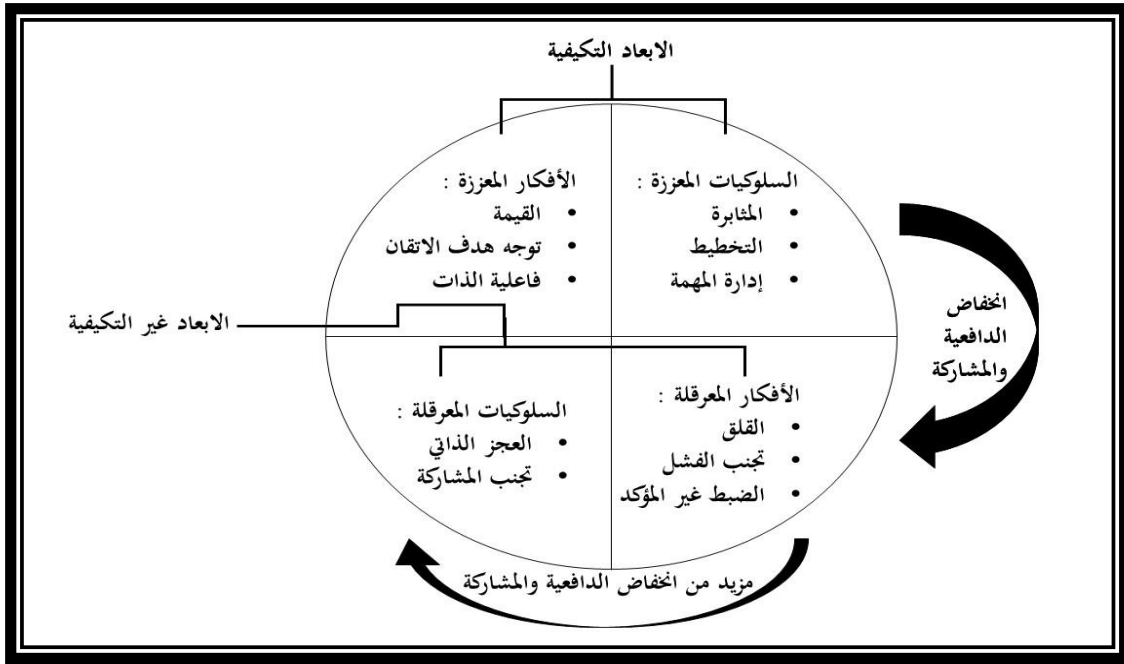 الابعاد التكيفية
السلوكيات المعززة :
• المثابرة
• التخطيط
• إدارة المهمة
الأفكار المعززة :
• القيمة
• توجه هدف الاتقان
• فاعلية الذات
انخفاض
الدافعية
والمشاركة
الابعاد غير التكيفية
الأفكار المعرقلة :
• القلق
• تجنب الفشل
• الضبط غير المؤكد
السلوكيات المعرقلة :
• العجز الذاتي
• تجنب المشاركة
مزيد من انخفاض الدافعية والمشاركة